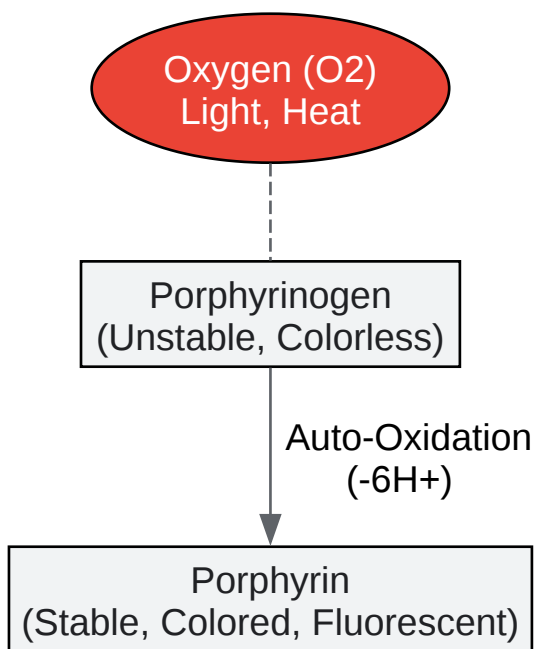 Oxygen (O2)
Light, Heat
Porphyrinogen
(Unstable, Colorless)
Auto-Oxidation
(-6H+)
Porphyrin
(Stable, Colored, Fluorescent)